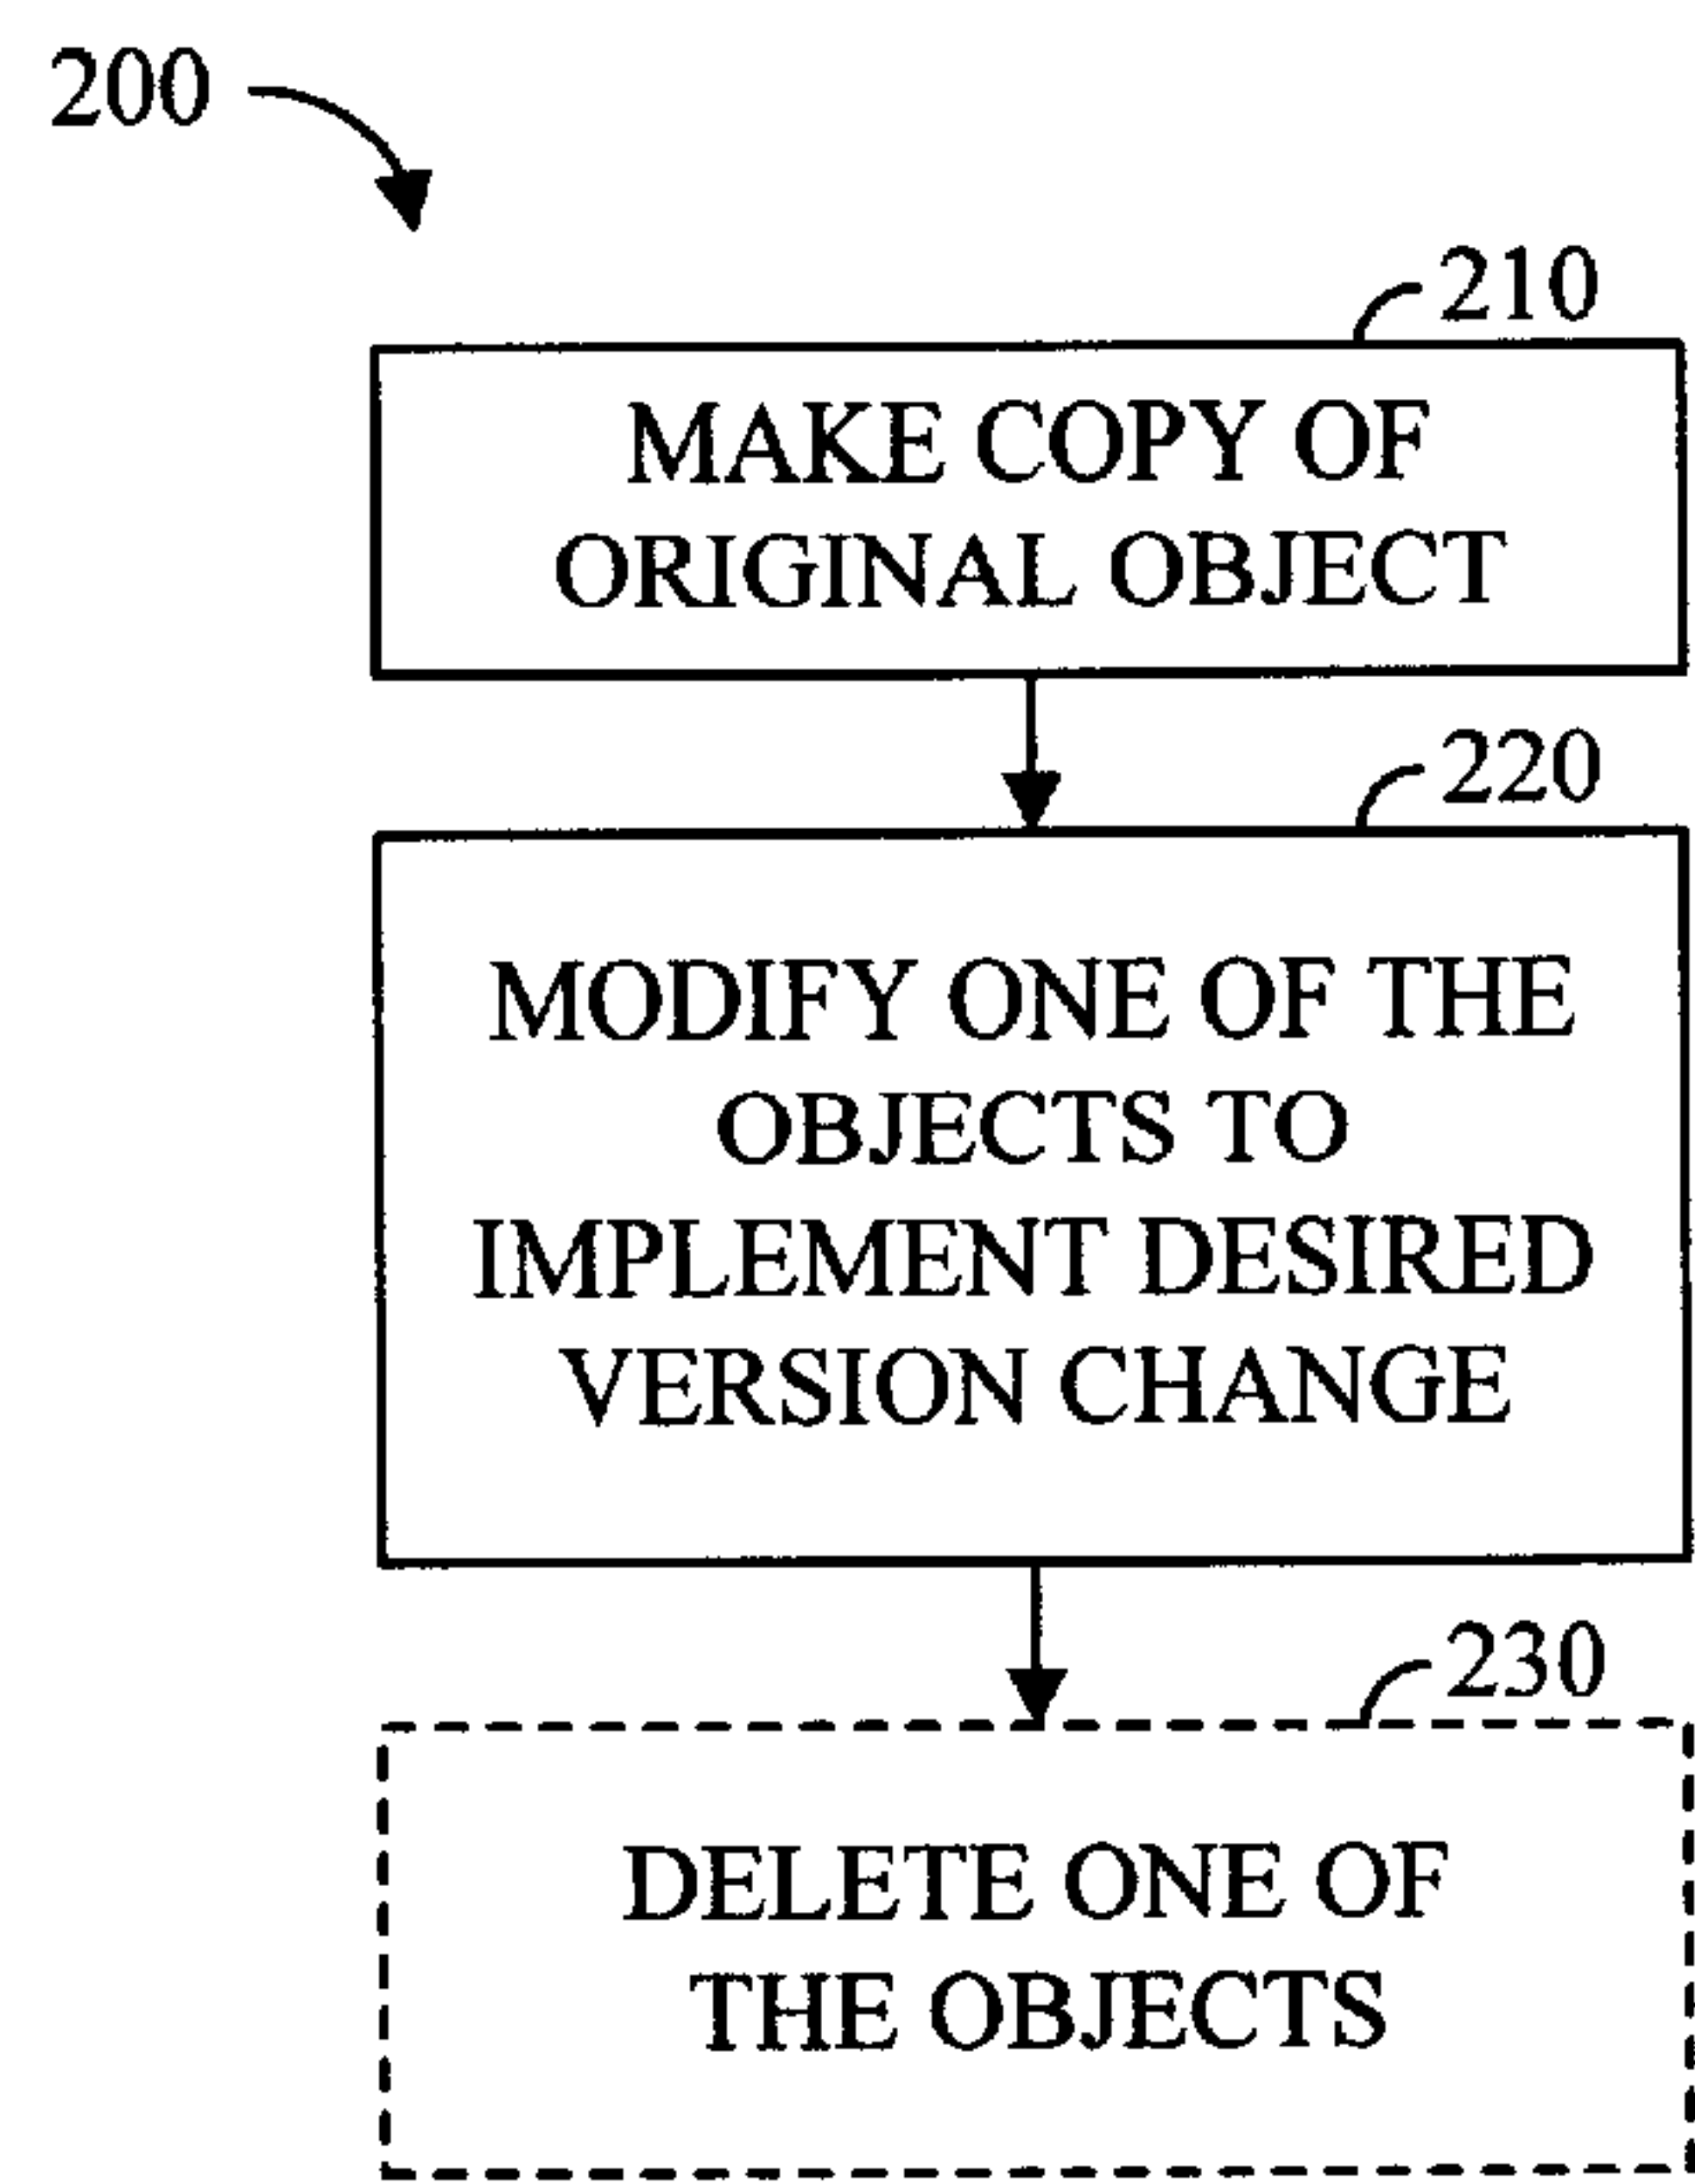 200
210
MAKE COPY OF
ORIGINAL OBJECT
220
MODIFY ONE OF THE
OBJECTS TO
IMPLEMENT DESIRED
VERSION CHANGE
230
DELETE ONE OF
THE OBJECTS